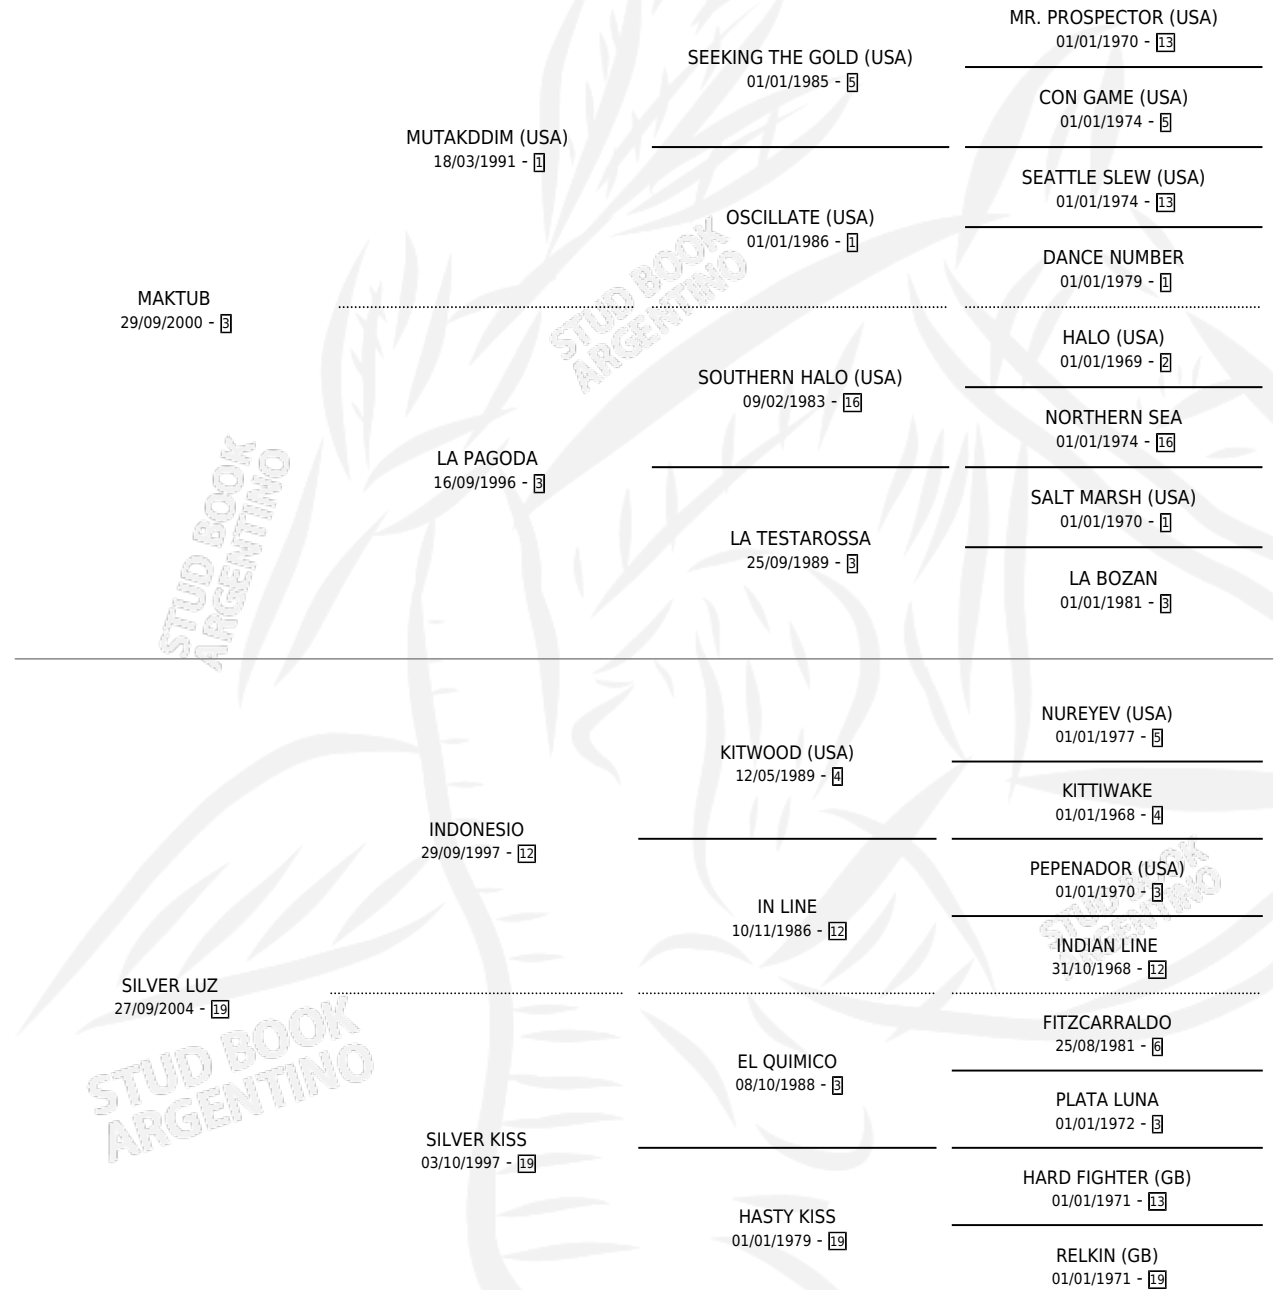 MR. PROSPECTOR (USA)
01/01/1970 - 13
SEEKING THE GOLD (USA)
01/01/1985 - 5
CON GAME (USA)
01/01/1974 - 5
MUTAKDDIM (USA)
18/03/1991 - 1
SEATTLE SLEW (USA)
01/01/1974 - 13
OSCILLATE (USA)
01/01/1986 - 1
DANCE NUMBER
01/01/1979 - 1
MAKTUB
29/09/2000 - 3
STUD BOOK
ARGENTINO
HALO (USA)
01/01/1969 - 2
SOUTHERN HALO (USA)
09/02/1983 - 16
NORTHERN SEA
01/01/1974 - 16
LA PAGODA
16/09/1996 - 3
SALT MARSH (USA)
01/01/1970 - 1
LA TESTAROSSA
25/09/1989 - 3
LA BOZAN
01/01/1981 - 3
STUD BOOK
ARGENTINO
NUREYEV (USA)
01/01/1977 - 5
KITWOOD (USA)
12/05/1989 - 4
KITTIWAKE
01/01/1968 - 4
INDONESIO
29/09/1997 - 12
PEPENADOR (USA)
01/01/1970 - 3
STUD BOOK
ARGENTINO
IN LINE
10/11/1986 - 12
INDIAN LINE
31/10/1968 - 12
SILVER LUZ
27/09/2004 - 19
STUD BOOK
ARGENTINO
FITZCARRALDO
25/08/1981 - 6
EL QUIMICO
08/10/1988 - 3
PLATA LUNA
01/01/1972 - 3
SILVER KISS
03/10/1997 - 19
HARD FIGHTER (GB)
01/01/1971 - 13
HASTY KISS
01/01/1979 - 19
RELKIN (GB)
01/01/1971 - 19